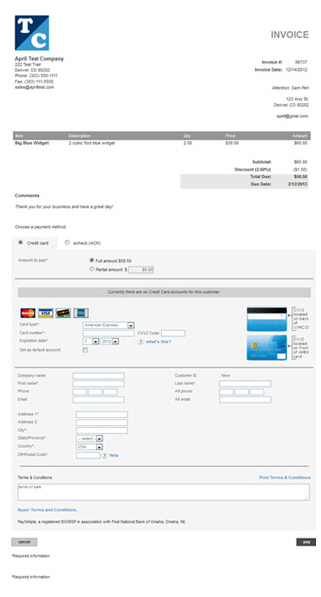 TC
INVOICE
April Test Company
222 Test Trail
Denver, CO 80202
Phone: (303) 555-1111
Fax: (303) 111-5555
sales@apriltest.com
Invoice #: 06737
Invoice Date: 12/14/2012
Attention: Sam Pell
123 Any St.
Denver, CO 80202
april@gmai.com
Item Description Qty Price Amount
Big Blue Widget 2 cubic foot blue widget 2.00 $30.00 $60.00
Subtotal: $60.00
Discount (2.50%): ($1.50)
Total Due: $58.50
Due Date: 2/12/2013
Comments
Thank you for your business and have a great day!
Choose a payment method
Credit card echeck (ACH)
Amount to pay*: Full amount $58.50
Partial amount $ $0.00
Currently there are no Credit Card accounts for this customer.
Card type*: American Express
Card number*: CVV2 Code:
Expiration date*: 1 2012 what's this?
Set as default account:
CVV2 located on back of V/MC/D
CVV2 located on front of AMEX card
Company name: Customer ID: New
First name*: Last name*:
Phone: Alt phone:
Email: Alt email:
Address 1*:
Address 2:
City*:
State/Province*: -- select --
Country*: USA
ZIP/Postal Code*: Help
Terms & Conditions Print Terms & Conditions
terms of sale
Buyer Terms and Conditions.
PaySimple, a registered ISO/MSP in association with First National Bank of Omaha, Omaha, NE.
cancel pay
*Required information
*Required information